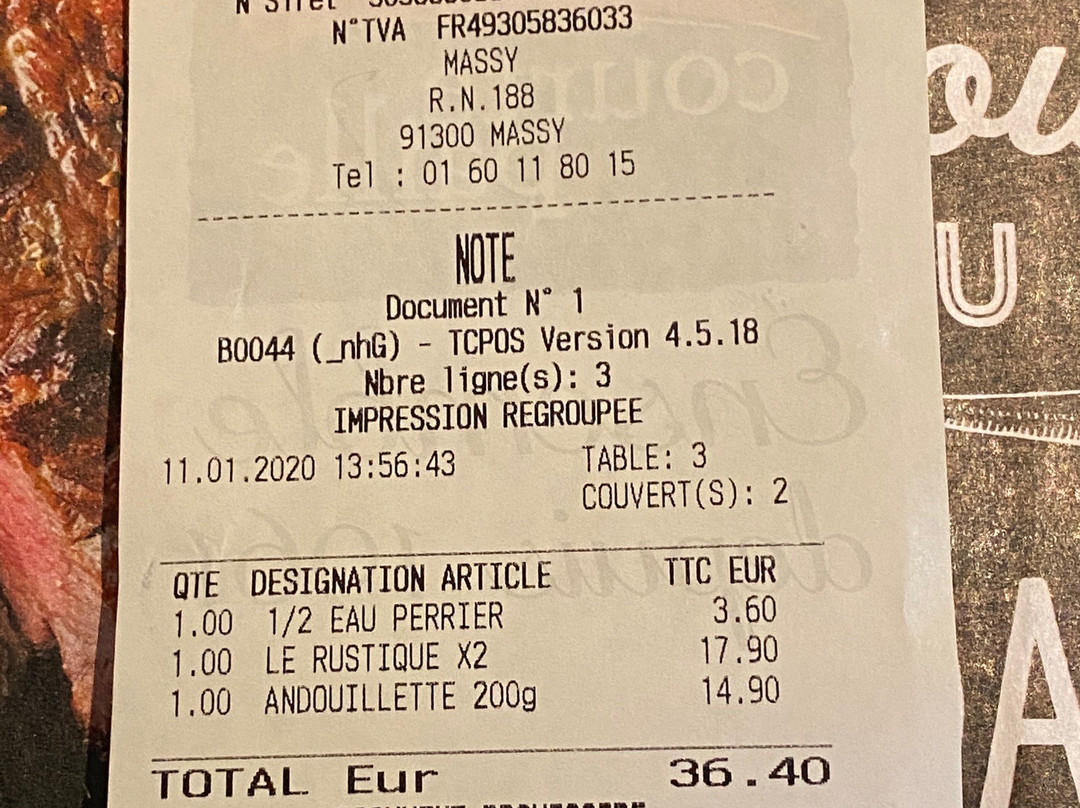 N°TVA FR49305836033
MASSY
R.N.188
91300 MASSY
Tel : 01 60 11 80 15
NOTE
Document N° 1
B0044 (_nhG) - TCPOS Version 4.5.18
Nbre ligne(s): 3
IMPRESSION REGROUPEE
11.01.2020 13:56:43 TABLE: 3
COUVERT(S): 2
QTE DESIGNATION ARTICLE TTC EUR
1.00 1/2 EAU PERRIER 3.60
1.00 LE RUSTIQUE X2 17.90
1.00 ANDOUILLETTE 200g 14.90
TOTAL Eur 36.40